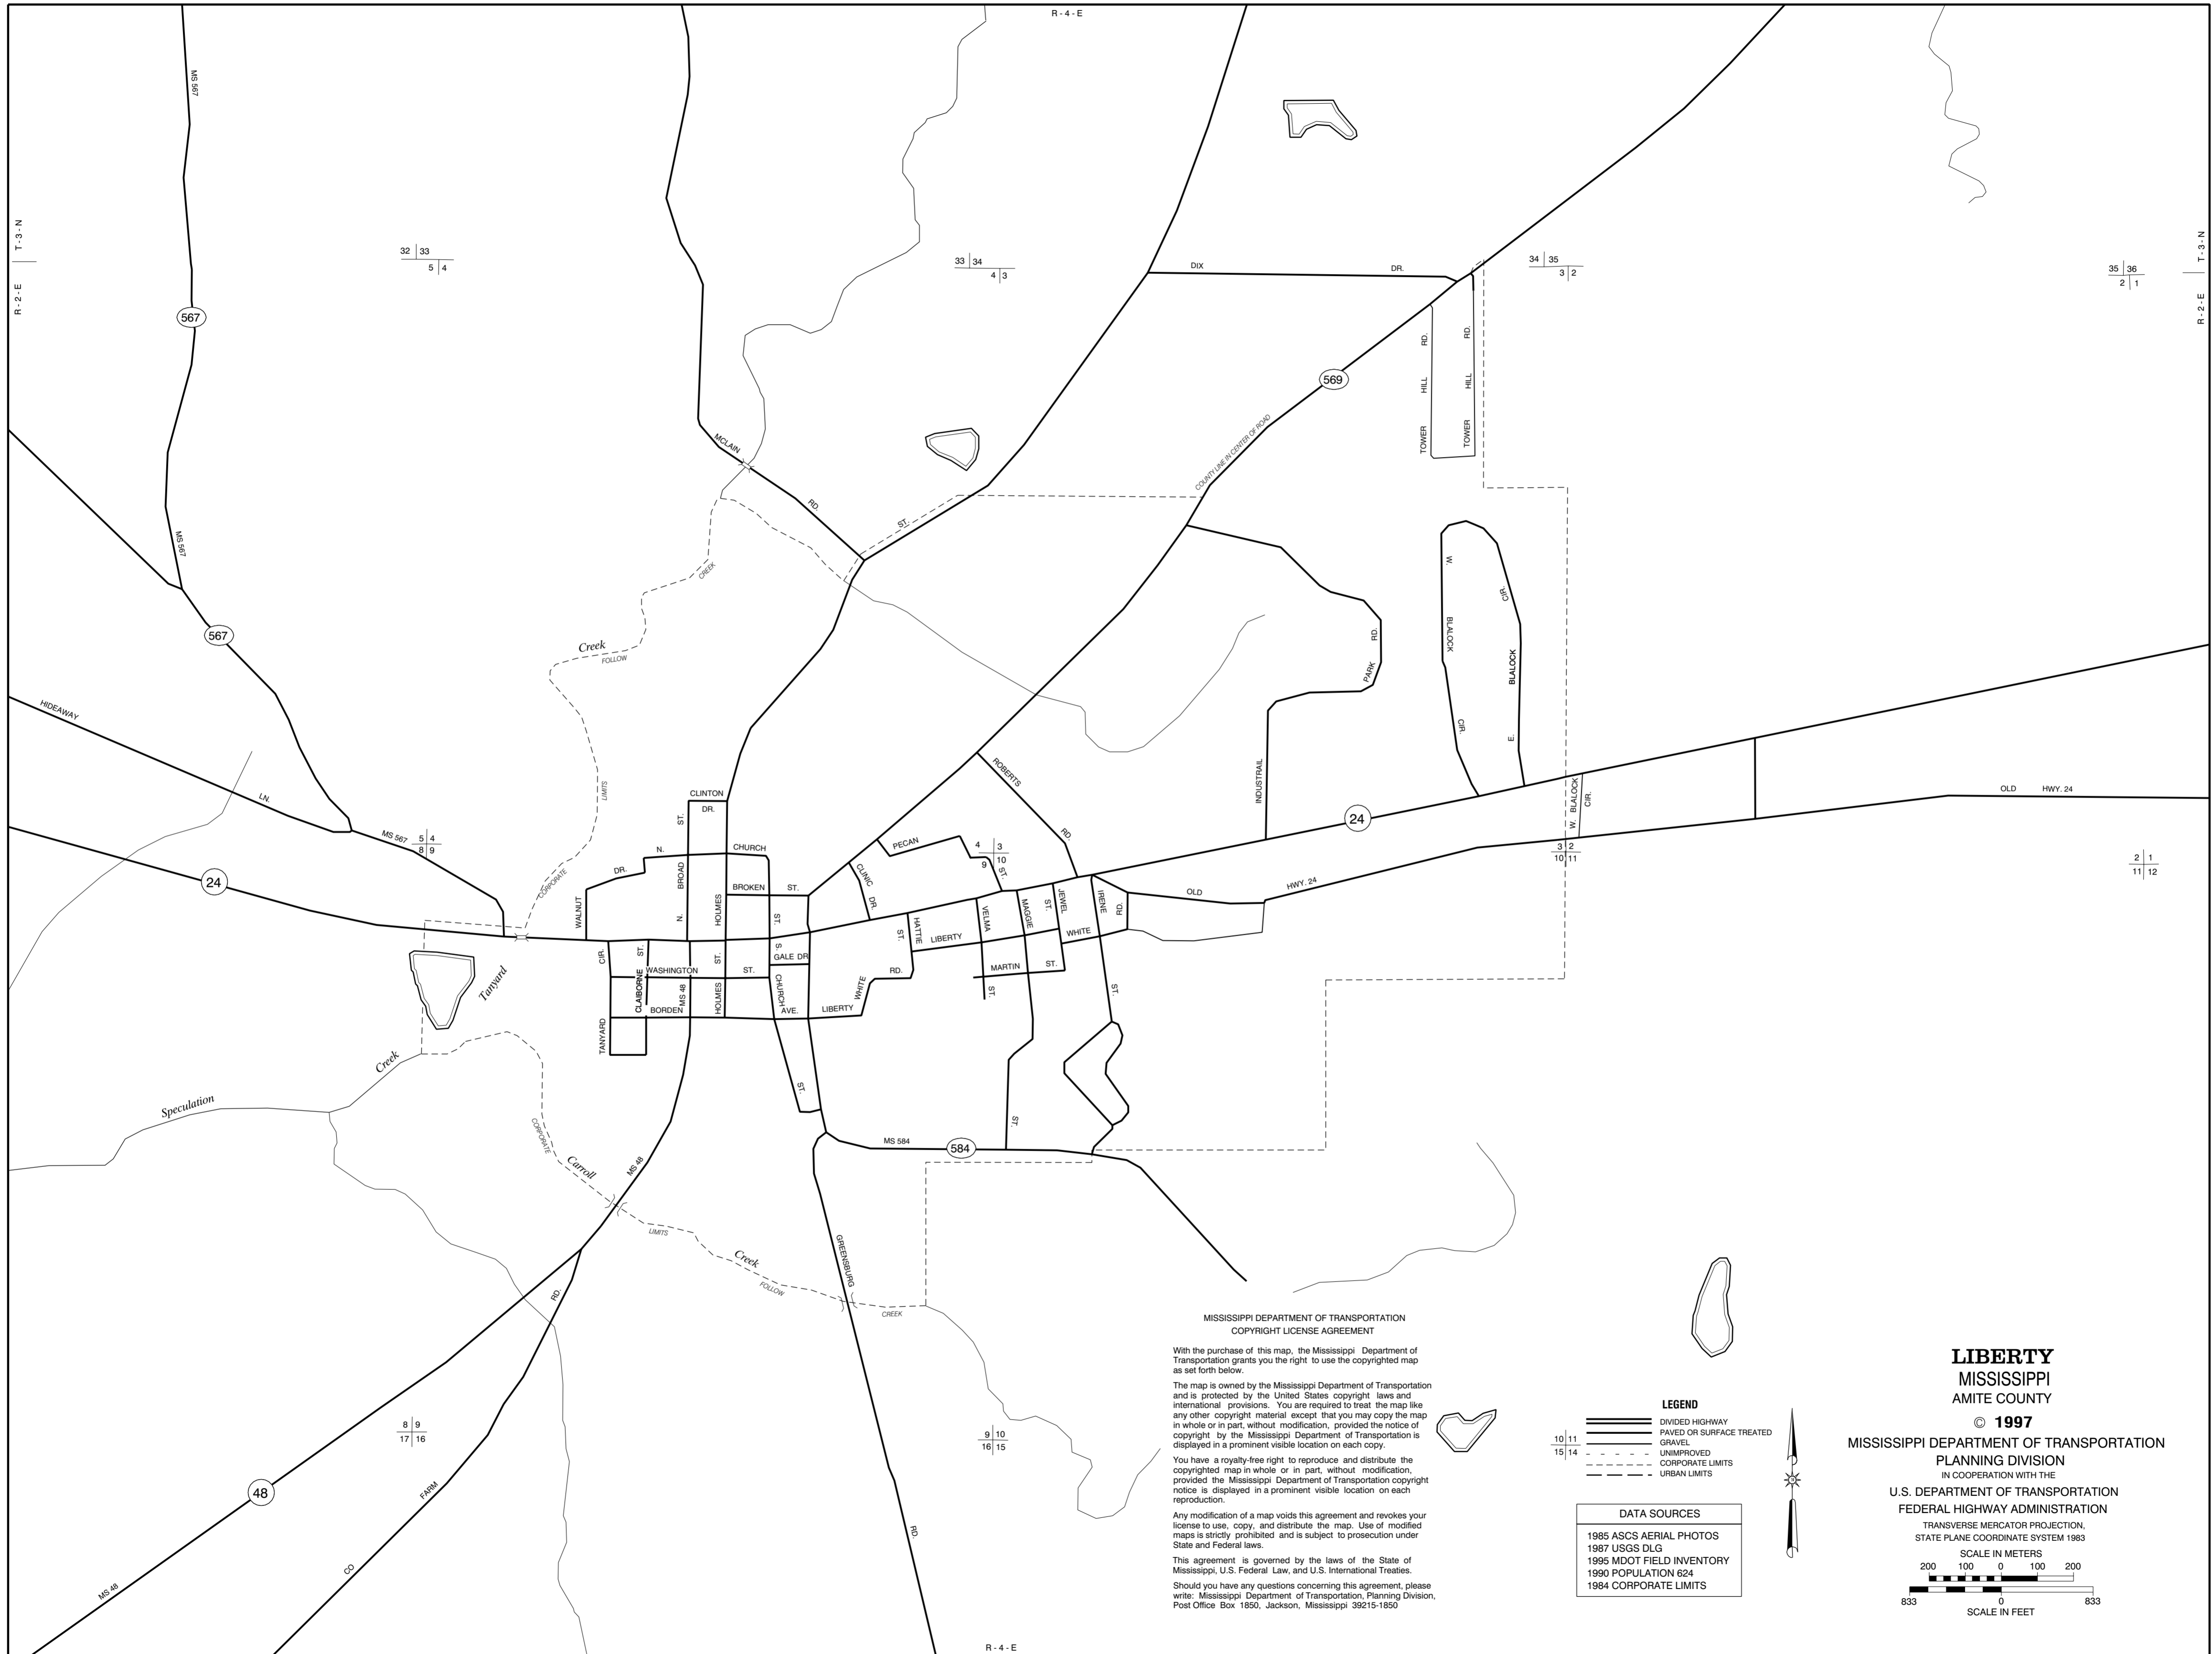 R - 4 - E
MS 567
T - 3 - N
R - 2 - E
32 33
5 4
33 34
4 3
34 35
3 2
35 36
2 1
T - 3 - N
R - 2 - E
DIX DR.
567
569
TOWER HILL RD.
TOWER HILL RD.
COUNTY LINE IN CENTER OF ROAD
MCLAIN RD.
ST.
MS 567
CREEK
567
Creek
FOLLOW
LIMITS
CORPORATE
W. BLALOCK CIR.
CIR.
E. BLALOCK
INDUSTRAIL PARK RD.
HIDEAWAY LN.
MS 567
5 4
8 9
24
ROBERTS RD.
24
OLD HWY. 24
W. BLALOCK
CIR.
3 2
10 11
2 1
11 12
CLINTON
DR.
N. BROAD ST.
N. CHURCH
WALNUT DR.
BROKEN ST.
HOLMES ST.
PECAN ST.
4 3
9 10
CLINIC DR.
OLD HWY. 24
HATTIE ST.
VELMA ST.
MAGGIE ST.
JEWEL ST.
IRENE ST.
RD.
LIBERTY WHITE
MARTIN ST.
TANYARD CIR.
CLAIBORNE ST.
WASHINGTON ST.
MS 48
HOLMES
GALE DR
S. CHURCH ST.
ST.
BORDEN AVE.
LIBERTY WHITE RD.
Tanyard
Creek
Speculation
CORPORATE
Carroll
MS 48
LIMITS
Creek
FOLLOW
CREEK
MS 584
584
GREENSBURG RD.
8 9
17 16
48
MS 48
CO FARM RD.
9 10
16 15
10 11
15 14
R - 4 - E
MISSISSIPPI DEPARTMENT OF TRANSPORTATION
COPYRIGHT LICENSE AGREEMENT
With the purchase of this map, the Mississippi Department of
Transportation grants you the right to use the copyrighted map
as set forth below.
The map is owned by the Mississippi Department of Transportation
and is protected by the United States copyright laws and
international provisions. You are required to treat the map like
any other copyright material except that you may copy the map
in whole or in part, without modification, provided the notice of
copyright by the Mississippi Department of Transportation is
displayed in a prominent visible location on each copy.
You have a royalty-free right to reproduce and distribute the
copyrighted map in whole or in part, without modification,
provided the Mississippi Department of Transportation copyright
notice is displayed in a prominent visible location on each
reproduction.
Any modification of a map voids this agreement and revokes your
license to use, copy, and distribute the map. Use of modified
maps is strictly prohibited and is subject to prosecution under
State and Federal laws.
This agreement is governed by the laws of the State of
Mississippi, U.S. Federal Law, and U.S. International Treaties.
Should you have any questions concerning this agreement, please
write: Mississippi Department of Transportation, Planning Division,
Post Office Box 1850, Jackson, Mississippi 39215-1850
LEGEND
DIVIDED HIGHWAY
PAVED OR SURFACE TREATED
GRAVEL
UNIMPROVED
CORPORATE LIMITS
URBAN LIMITS
DATA SOURCES
1985 ASCS AERIAL PHOTOS
1987 USGS DLG
1995 MDOT FIELD INVENTORY
1990 POPULATION 624
1984 CORPORATE LIMITS
LIBERTY
MISSISSIPPI
AMITE COUNTY
© 1997
MISSISSIPPI DEPARTMENT OF TRANSPORTATION
PLANNING DIVISION
IN COOPERATION WITH THE
U.S. DEPARTMENT OF TRANSPORTATION
FEDERAL HIGHWAY ADMINISTRATION
TRANSVERSE MERCATOR PROJECTION,
STATE PLANE COORDINATE SYSTEM 1983
SCALE IN METERS
200 100 0 100 200
833 0 833
SCALE IN FEET